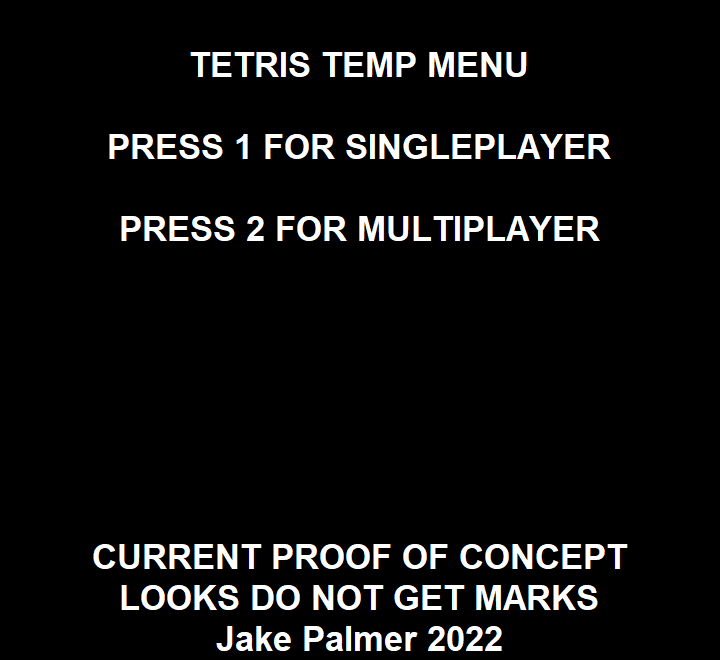 TETRIS TEMP MENU
PRESS 1 FOR SINGLEPLAYER
PRESS 2 FOR MULTIPLAYER
CURRENT PROOF OF CONCEPT
LOOKS DO NOT GET MARKS
Jake Palmer 2022